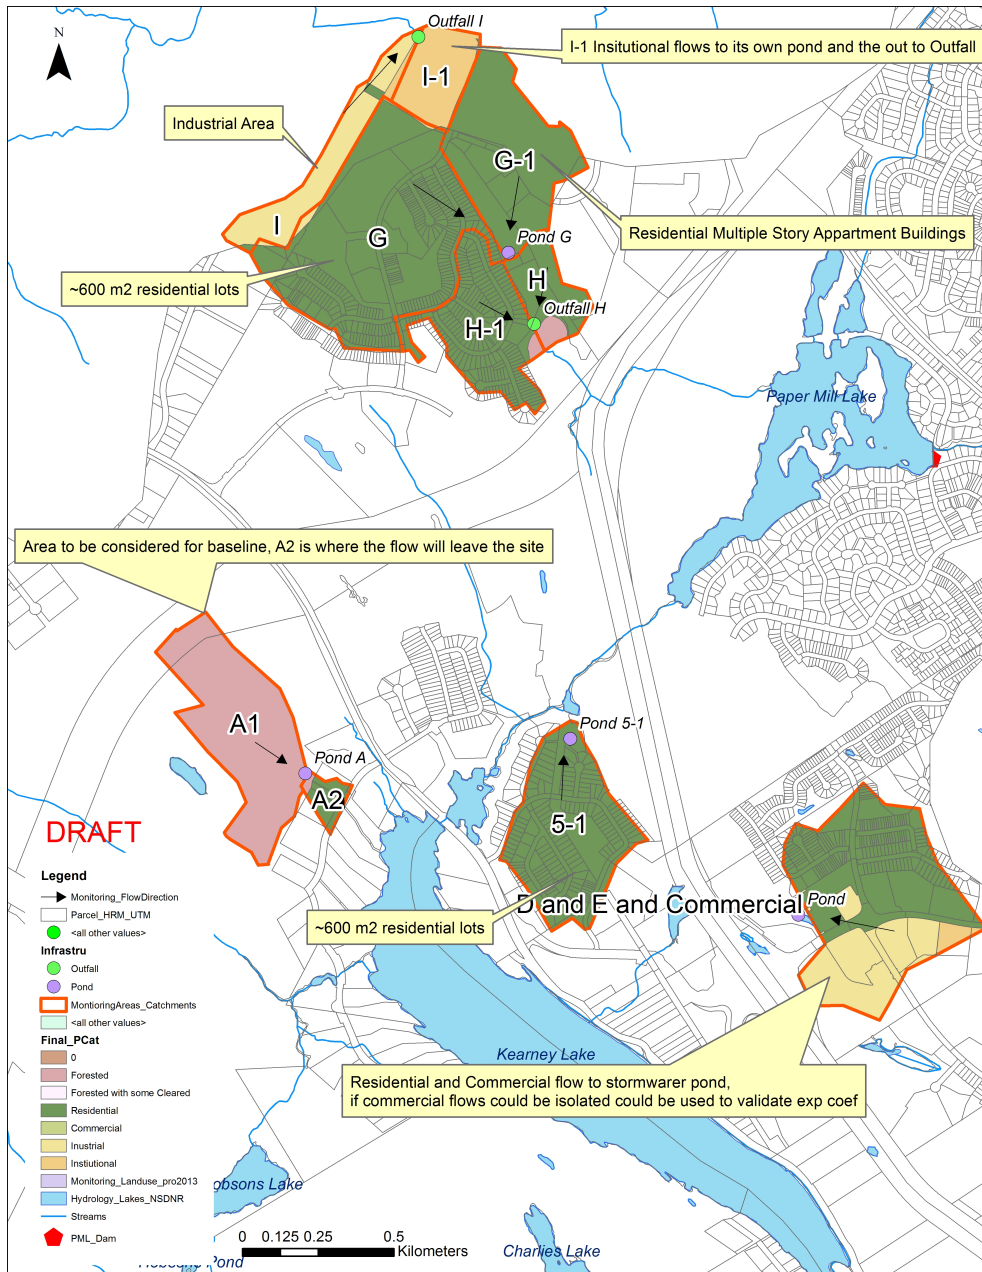 Outfall I
N
I-1 Insitutional flows to its own pond and the out to Outfall
I-1
Industrial Area
G-1
I
G
Pond G
Residential Multiple Story Appartment Buildings
~600 m2 residential lots
H
Outfall H
H-1
Paper Mill Lake
Area to be considered for baseline, A2 is where the flow will leave the site
A1
Pond 5-1
Pond A
A2
5-1
DRAFT
D and E and Commercial
Pond
~600 m2 residential lots
Legend
Monitoring_FlowDirection
Parcel_HRM_UTM
<all other values>
Infrastru
Outfall
Pond
MontioringAreas_Catchments
<all other values>
Final_PCat
0
Forested
Forested with some Cleared
Residential
Commercial
Inustrial
Instiutional
Monitoring_Landuse_pro2013
Hydrology_Lakes_NSDNR
Streams
PML_Dam
Kearney Lake
Residential and Commercial flow to stormwarer pond,
if commercial flows could be isolated could be used to validate exp coef
obsons Lake
0 0.125 0.25 0.5
Kilometers
Charlies Lake
Pond